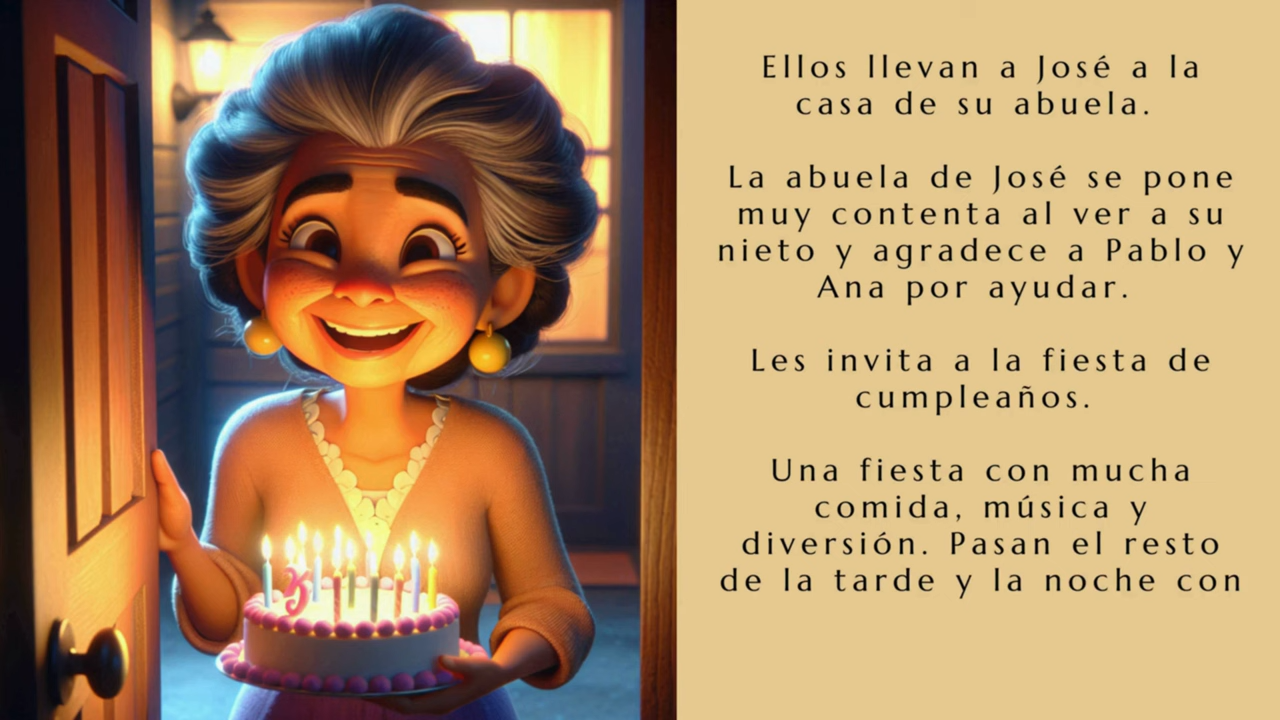 Ellos llevan a José a la
casa de su abuela.
La abuela de José se pone
muy contenta al ver a su
nieto y agradece a Pablo y
Ana por ayudar.
Les invita a la fiesta de
cumpleaños.
Una fiesta con mucha
comida, música y
diversión. Pasan el resto
de la tarde y la noche con